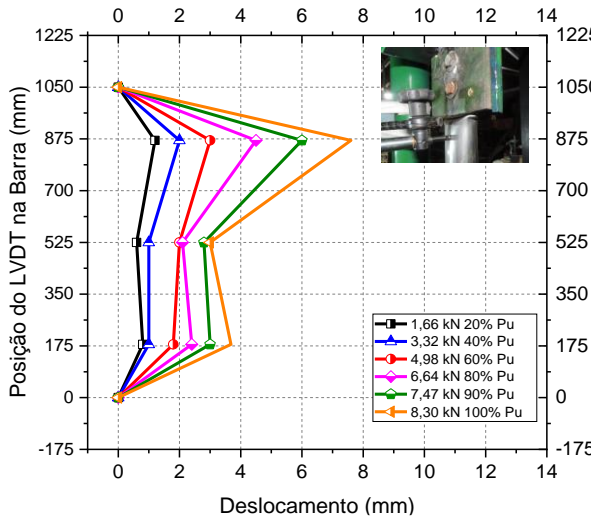 0 2 4 6 8 10 12 14
1225 1225
1050 1050
875 875
700 700
525 525
350 350
175 175
0 0
-175 -175
Posição do LVDT na Barra (mm)
1,66 kN 20% Pu
3,32 kN 40% Pu
4,98 kN 60% Pu
6,64 kN 80% Pu
7,47 kN 90% Pu
8,30 kN 100% Pu
0 2 4 6 8 10 12 14
Deslocamento (mm)